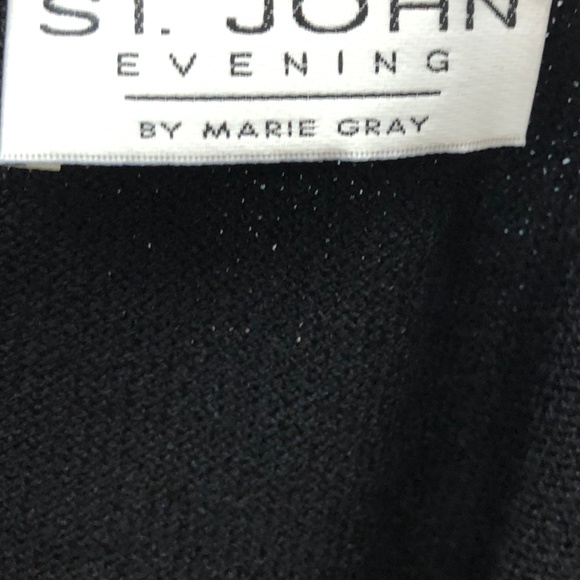 ST. JOHN
EVENING
BY MARIE GRAY